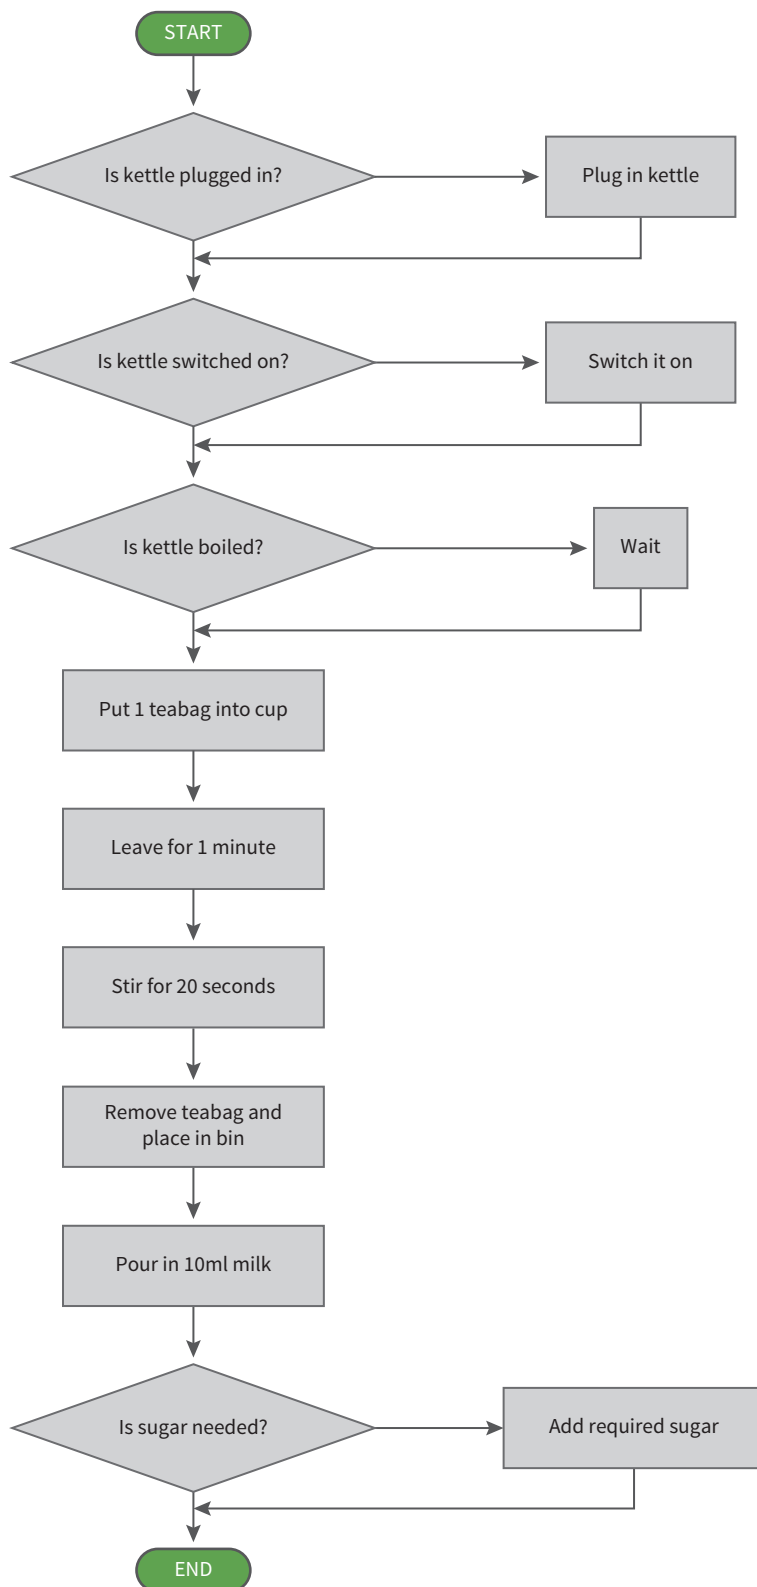 START
Is kettle plugged in?
Plug in kettle
Is kettle switched on?
Switch it on
Is kettle boiled?
Wait
Put 1 teabag into cup
Leave for 1 minute
Stir for 20 seconds
Remove teabag and
place in bin
Pour in 10ml milk
Is sugar needed?
Add required sugar
END